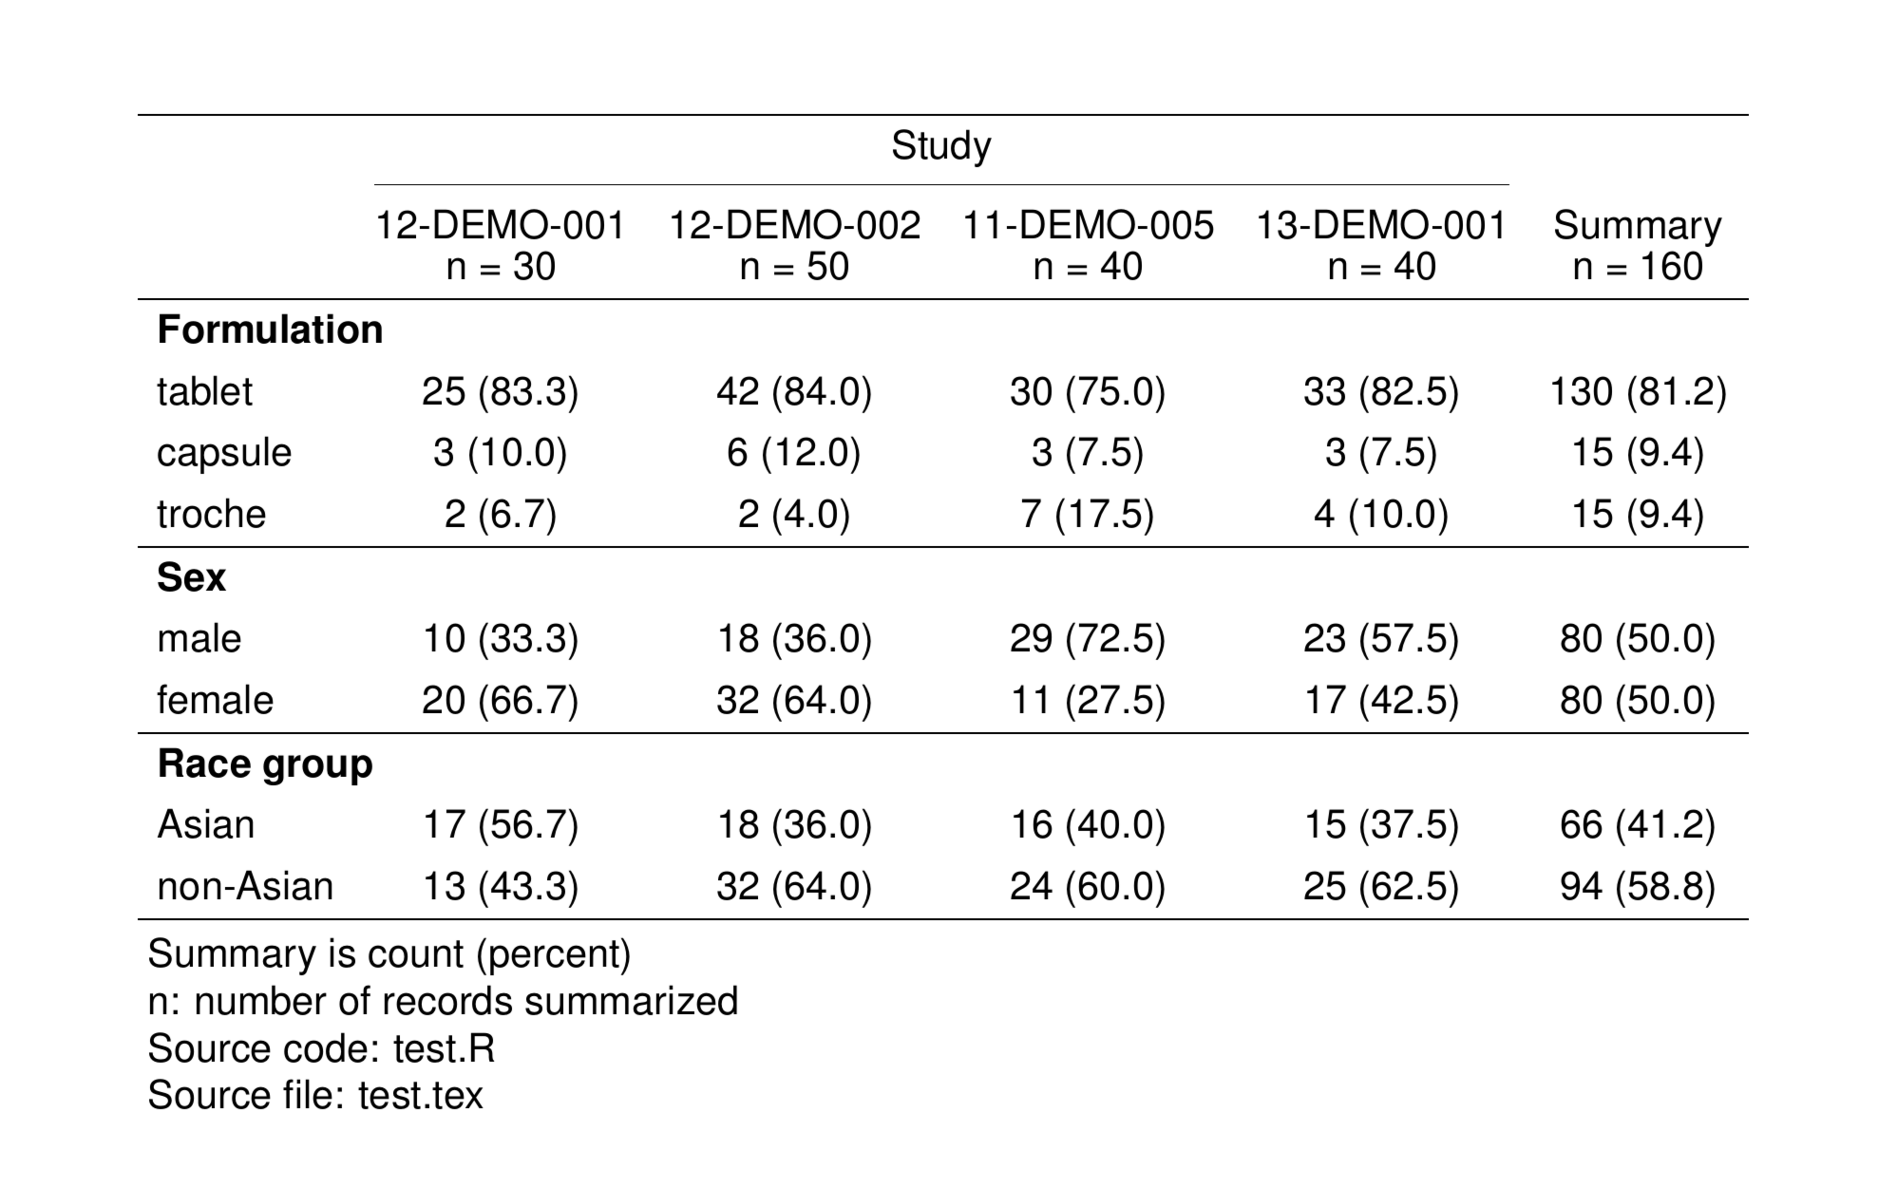 Study
12-DEMO-001 12-DEMO-002 11-DEMO-005 13-DEMO-001 Summary
n = 30 n = 50 n = 40 n = 40 n = 160
Formulation
tablet 25 (83.3) 42 (84.0) 30 (75.0) 33 (82.5) 130 (81.2)
capsule 3 (10.0) 6 (12.0) 3 (7.5) 3 (7.5) 15 (9.4)
troche 2 (6.7) 2 (4.0) 7 (17.5) 4 (10.0) 15 (9.4)
Sex
male 10 (33.3) 18 (36.0) 29 (72.5) 23 (57.5) 80 (50.0)
female 20 (66.7) 32 (64.0) 11 (27.5) 17 (42.5) 80 (50.0)
Race group
Asian 17 (56.7) 18 (36.0) 16 (40.0) 15 (37.5) 66 (41.2)
non-Asian 13 (43.3) 32 (64.0) 24 (60.0) 25 (62.5) 94 (58.8)
Summary is count (percent)
n: number of records summarized
Source code: test.R
Source file: test.tex